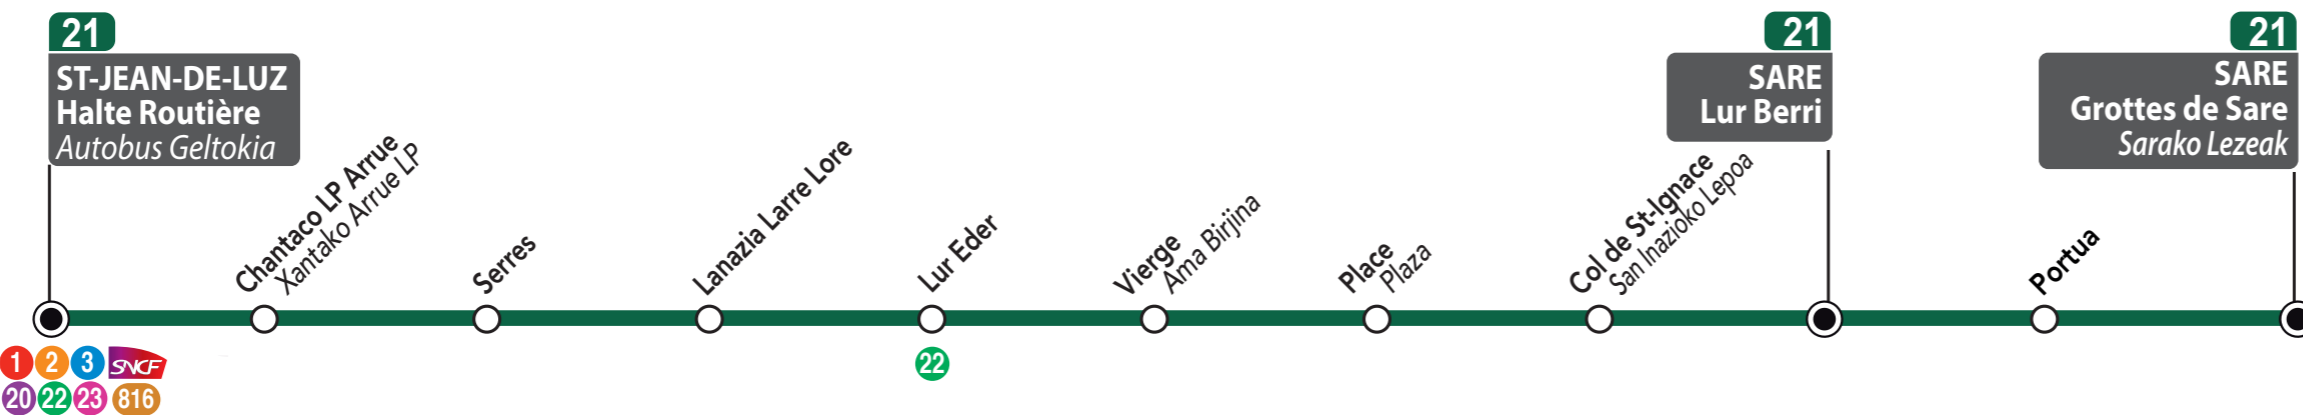 21
ST-JEAN-DE-LUZ
Halte Routière
Autobus Geltokia
Chantaco LP Arrue
Xantako Arrue LP
Serres
Lanazia Larre Lore
Lur Eder
Vierge
Ama Birjina
Place
Plaza
Col de St-Ignace
San Inazioko Lepoa
21
SARE
Lur Berri
Portua
21
SARE
Grottes de Sare
Sarako Lezeak
1 2 3 SNCF
20 22 23 816
22